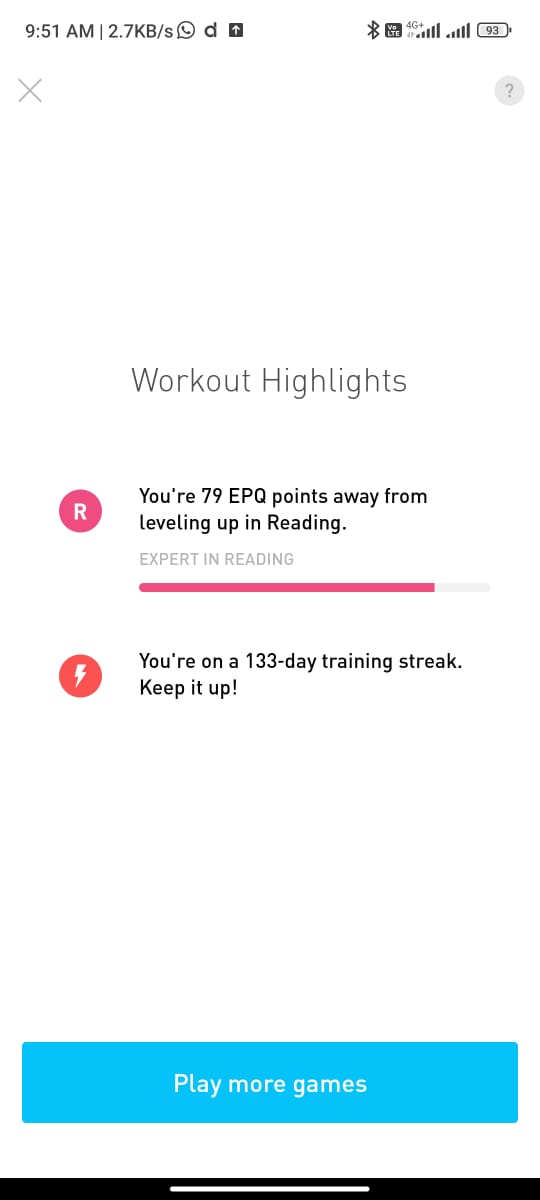 9:51 AM | 2.7KB/s d Vo LTE 4G+ 93
?
Workout Highlights
R
You're 79 EPQ points away from
leveling up in Reading.
EXPERT IN READING
You're on a 133-day training streak.
Keep it up!
Play more games